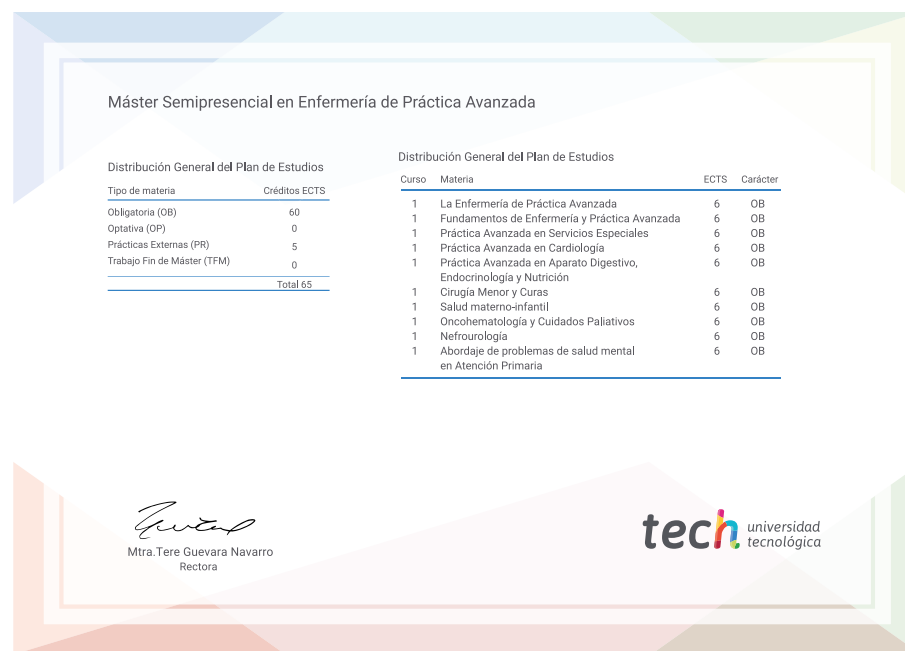 Máster Semipresencial en Enfermería de Práctica Avanzada
Distribución General del Plan de Estudios
Tipo de materia Créditos ECTS
Obligatoria (OB) 60
Optativa (OP) 0
Prácticas Externas (PR) 5
Trabajo Fin de Máster (TFM) 0
Total 65
Distribución General del Plan de Estudios
Curso Materia ECTS Carácter
1 La Enfermería de Práctica Avanzada 6 OB
1 Fundamentos de Enfermería y Práctica Avanzada 6 OB
1 Práctica Avanzada en Servicios Especiales 6 OB
1 Práctica Avanzada en Cardiología 6 OB
1 Práctica Avanzada en Aparato Digestivo, 6 OB
Endocrinología y Nutrición
1 Cirugía Menor y Curas 6 OB
1 Salud materno-infantil 6 OB
1 Oncohematología y Cuidados Paliativos 6 OB
1 Nefrourología 6 OB
1 Abordaje de problemas de salud mental 6 OB
en Atención Primaria
Mtra.Tere Guevara Navarro
Rectora
tech universidad
tecnológica